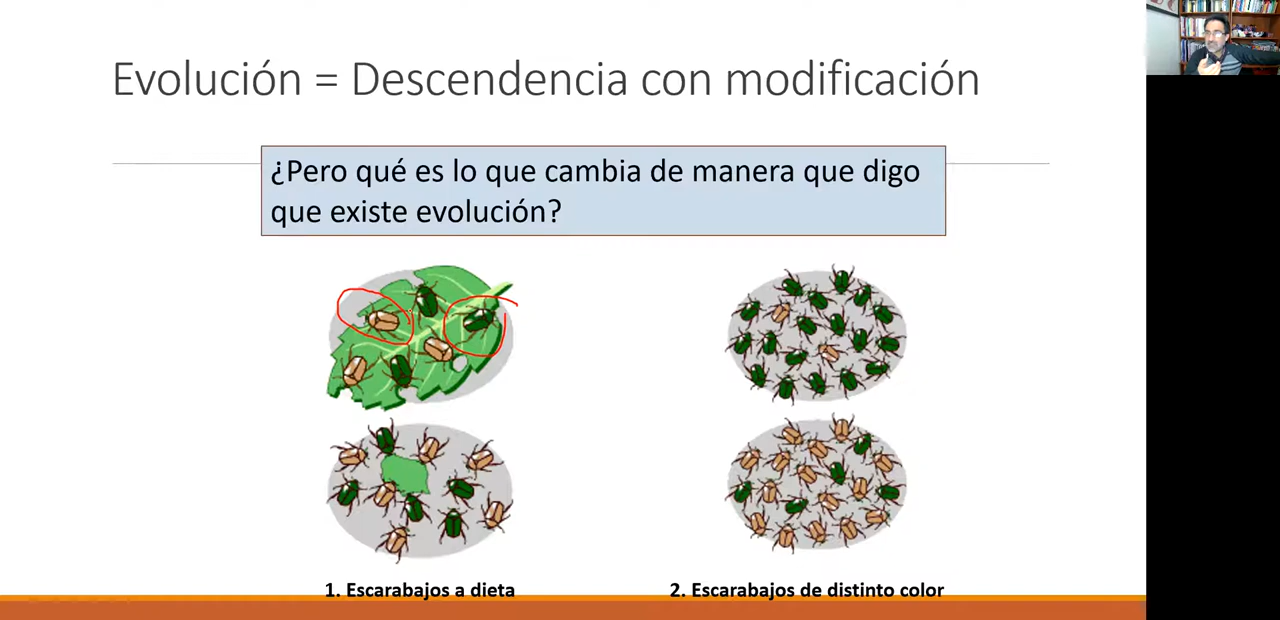 Evolución = Descendencia con modificación
¿Pero qué es lo que cambia de manera que digo
que existe evolución?
1. Escarabajos a dieta
2. Escarabajos de distinto color